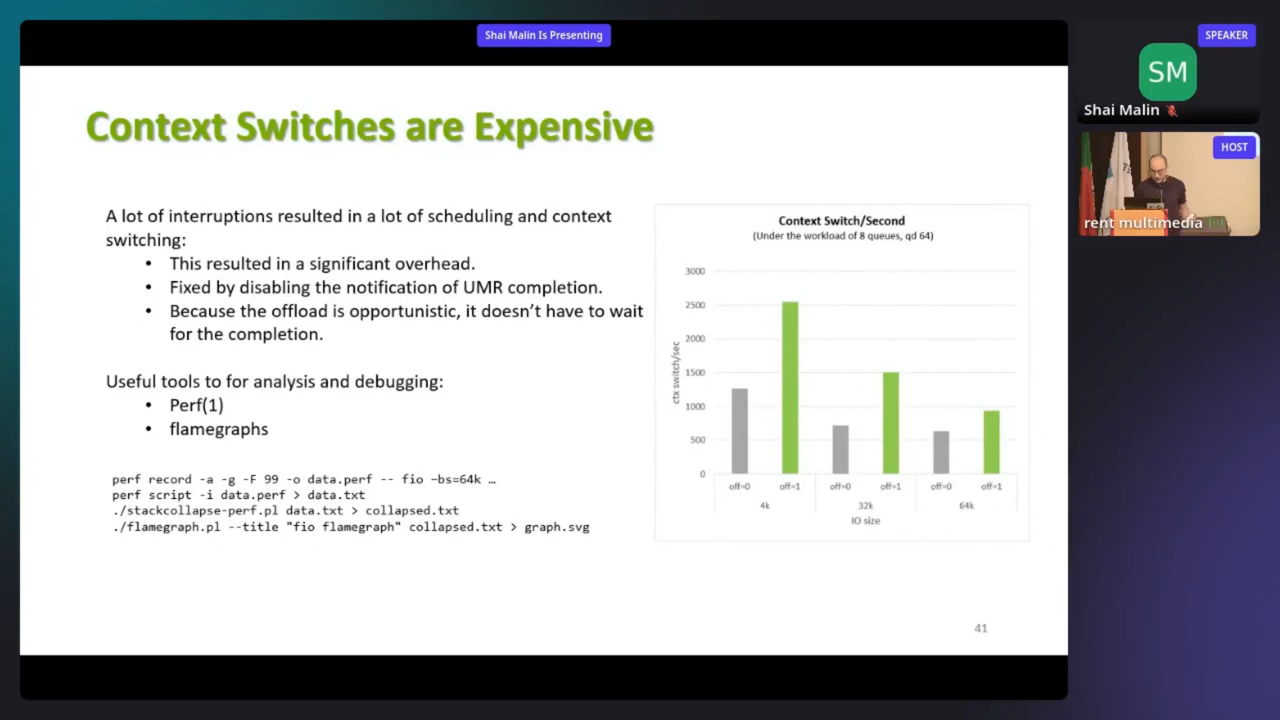 Shai Malin Is Presenting
SPEAKER
SM
Shai Malin
HOST
rent multimedia
Context Switches are Expensive
A lot of interruptions resulted in a lot of scheduling and context
switching:
• This resulted in a significant overhead.
• Fixed by disabling the notification of UMR completion.
• Because the offload is opportunistic, it doesn't have to wait
for the completion.
Useful tools to for analysis and debugging:
• Perf(1)
• flamegraphs
perf record -a -g -F 99 -o data.perf -- fio –bs=64k …
perf script -i data.perf > data.txt
./stackcollapse-perf.pl data.txt > collapsed.txt
./flamegraph.pl --title "fio flamegraph" collapsed.txt > graph.svg
Context Switch/Second
(Under the workload of 8 queues, qd 64)
ctx switch/sec
3000
2500
2000
1500
1000
500
0
off=0 off=1 off=0 off=1 off=0 off=1
4k 32k 64k
IO size
41